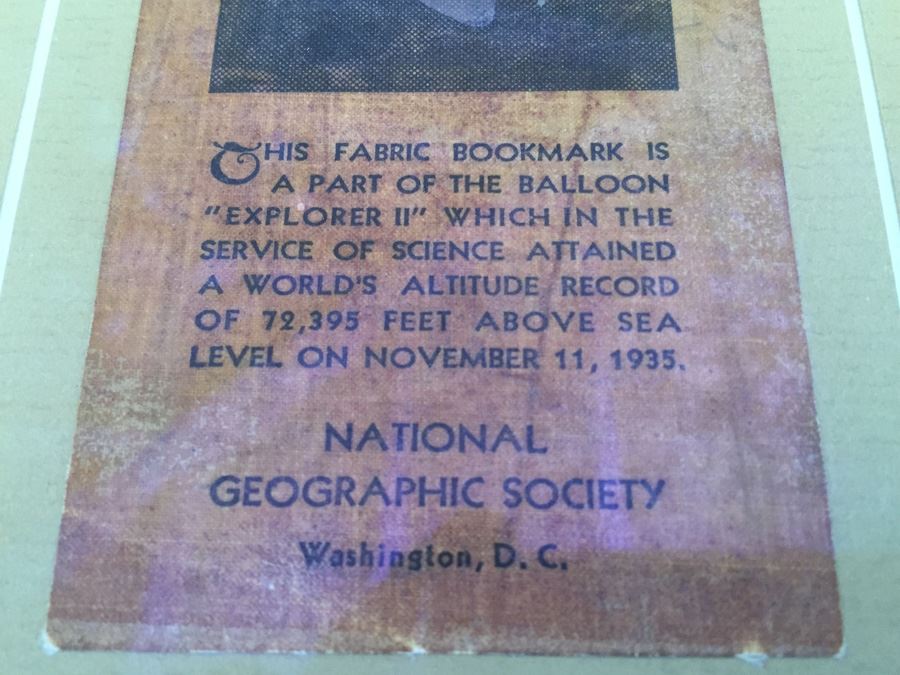 THIS FABRIC BOOKMARK IS
A PART OF THE BALLOON
"EXPLORER II" WHICH IN THE
SERVICE OF SCIENCE ATTAINED
A WORLD'S ALTITUDE RECORD
OF 72,395 FEET ABOVE SEA
LEVEL ON NOVEMBER 11, 1935.
NATIONAL
GEOGRAPHIC SOCIETY
Washington, D. C.